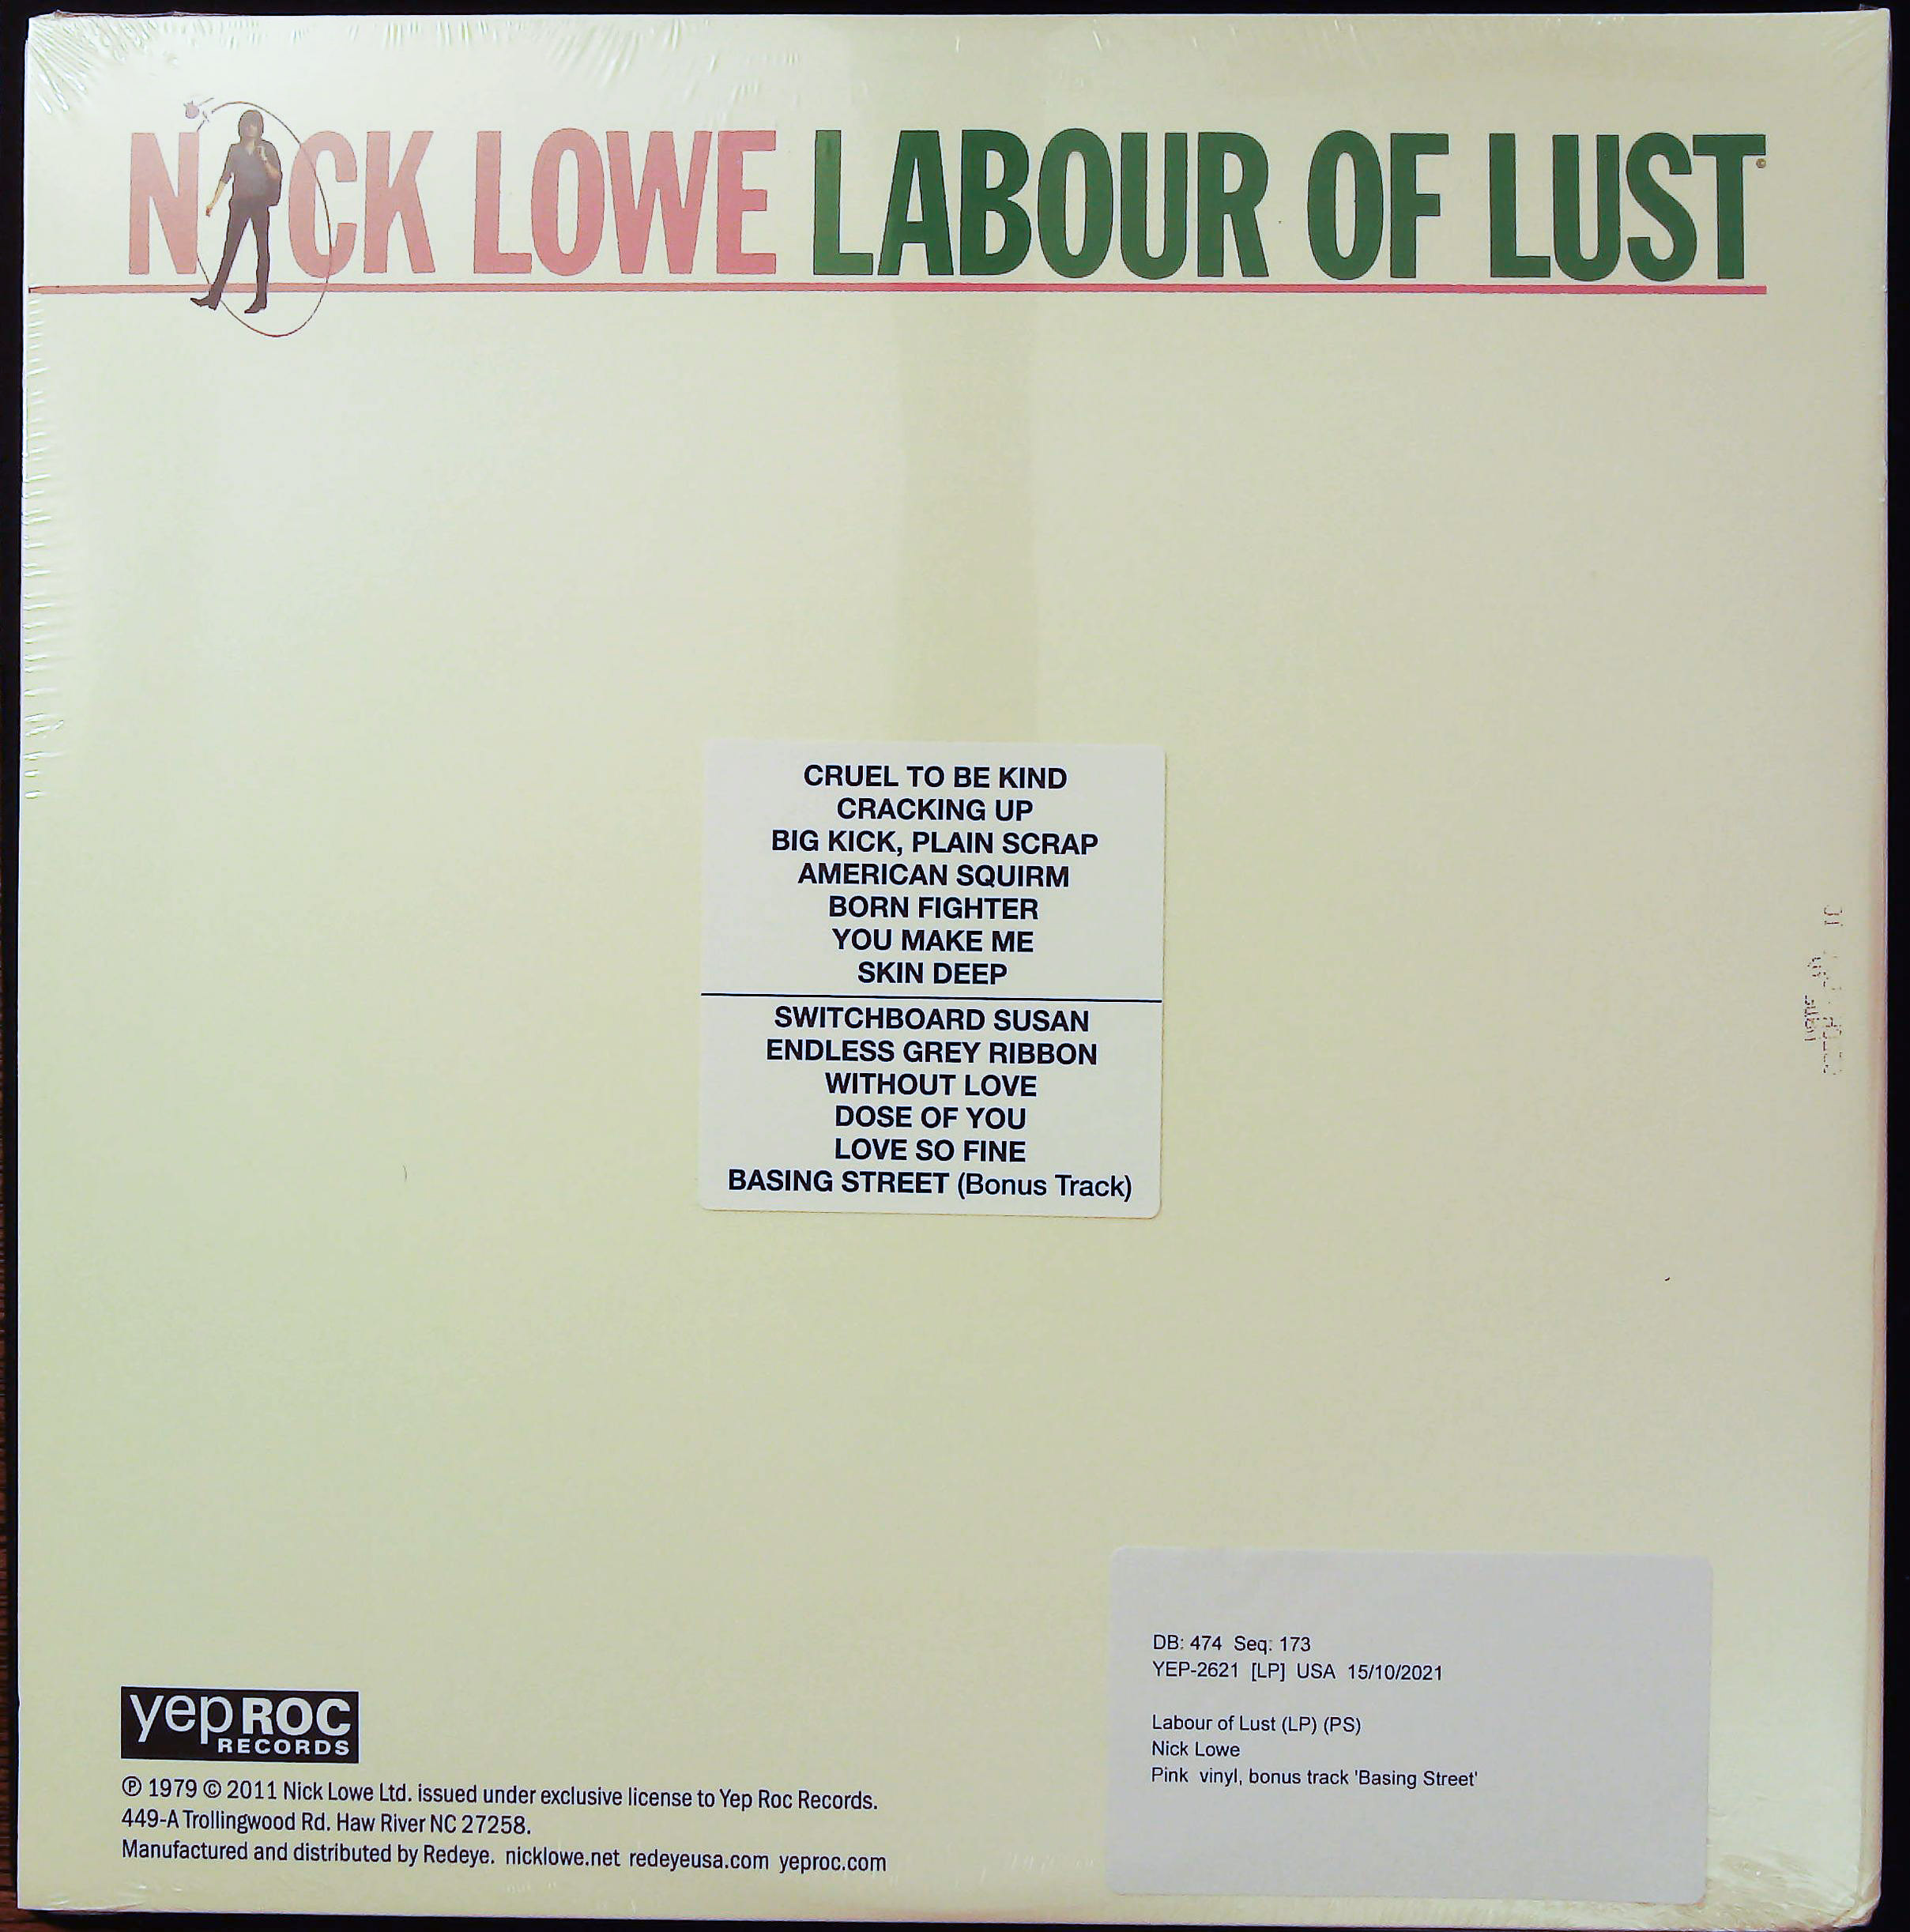 NICK LOWE LABOUR OF LUST
CRUEL TO BE KIND
CRACKING UP
BIG KICK, PLAIN SCRAP
AMERICAN SQUIRM
BORN FIGHTER
YOU MAKE ME
SKIN DEEP
SWITCHBOARD SUSAN
ENDLESS GREY RIBBON
WITHOUT LOVE
DOSE OF YOU
LOVE SO FINE
BASING STREET (Bonus Track)
yep ROC
RECORDS
℗ 1979 © 2011 Nick Lowe Ltd. issued under exclusive license to Yep Roc Records.
449-A Trollingwood Rd. Haw River NC 27258.
Manufactured and distributed by Redeye. nicklowe.net redeyeusa.com yeproc.com
DB: 474 Seq: 173
YEP-2621 [LP] USA 15/10/2021
Labour of Lust (LP) (PS)
Nick Lowe
Pink vinyl, bonus track 'Basing Street'